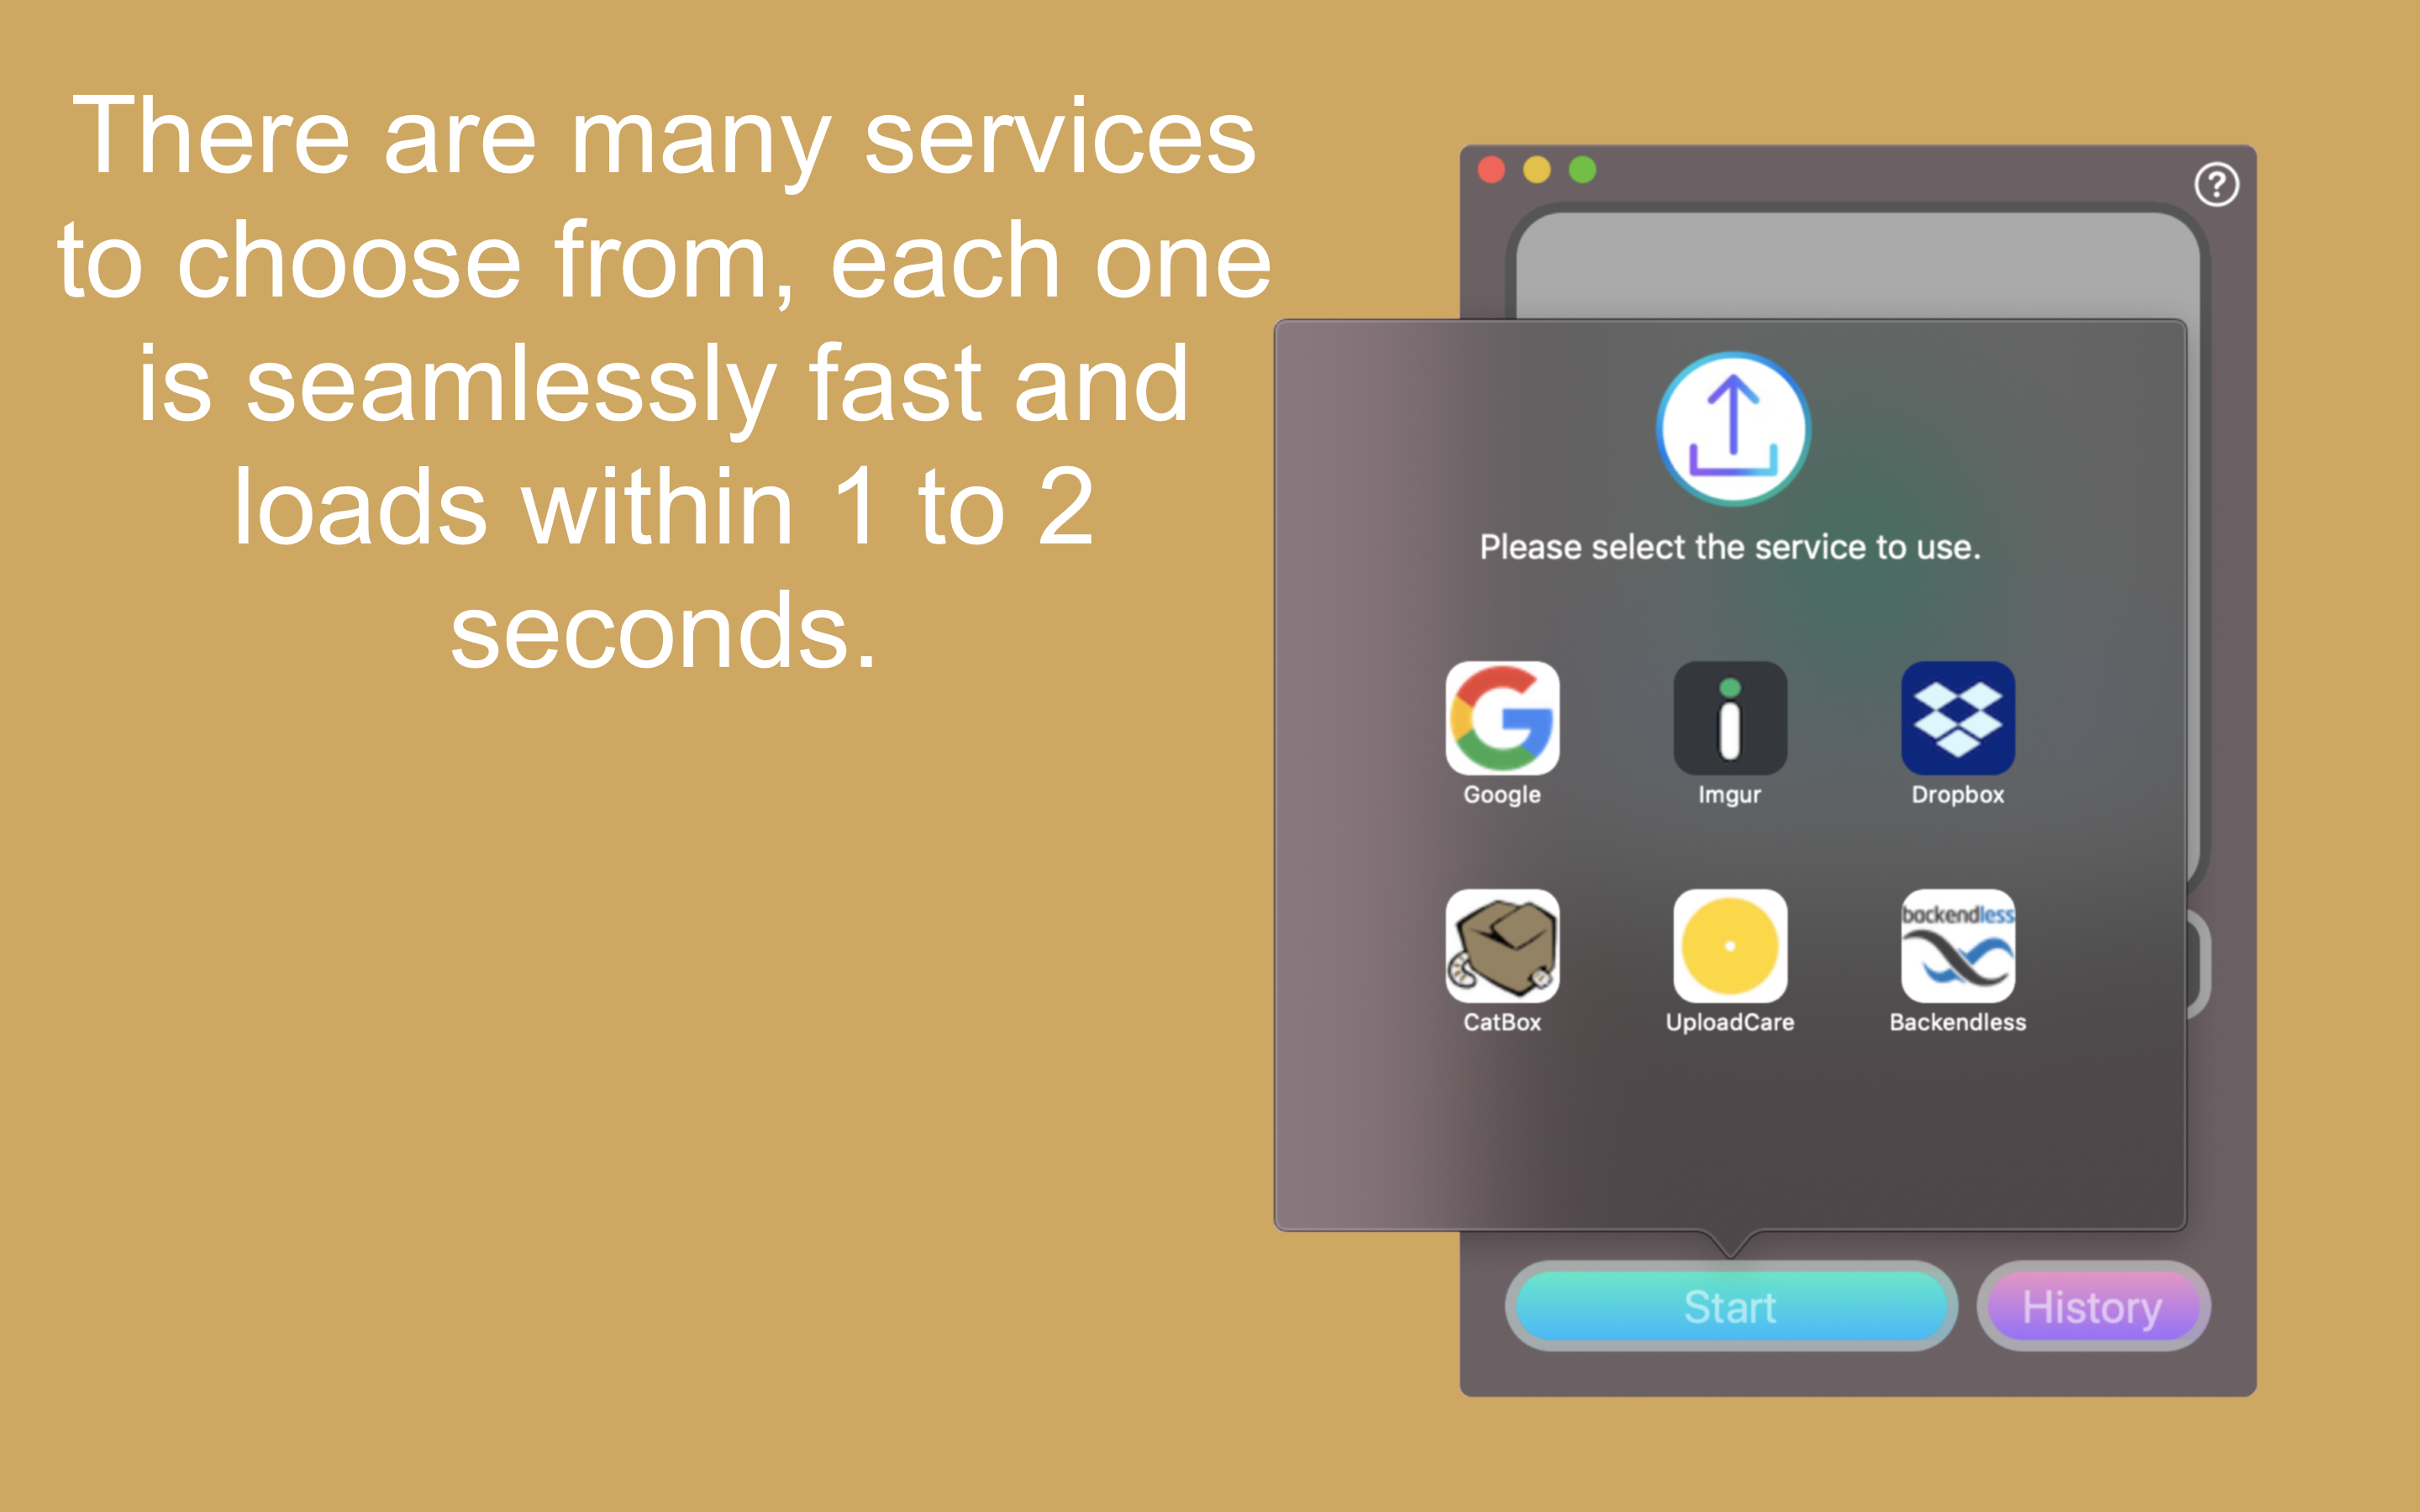 There are many services
to choose from, each one
is seamlessly fast and
loads within 1 to 2
seconds.
?
Please select the service to use.
Google
Imgur
Dropbox
backendless
CatBox
UploadCare
Backendless
Start
History